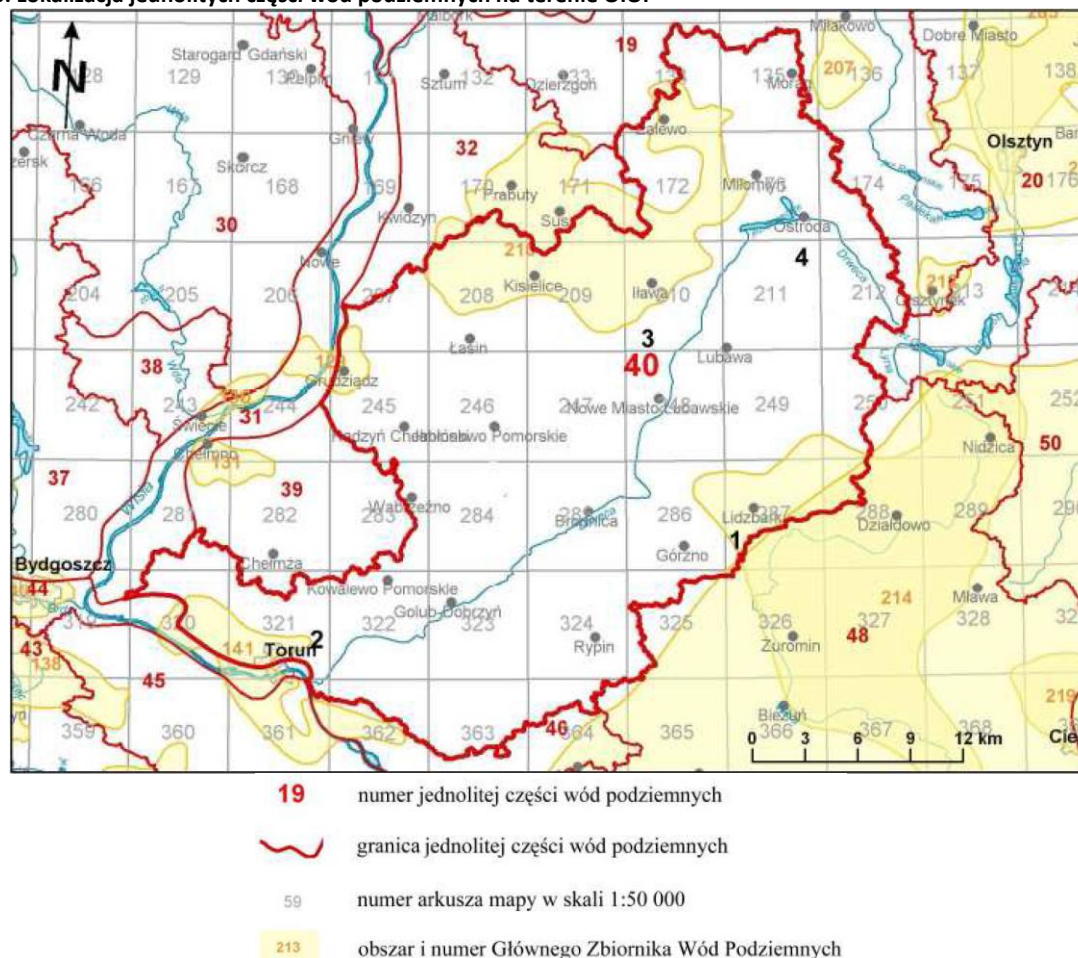 Lokalizacja jednolitych części wód podziemnych na terenie
Malbork
19
Miłakowo
Dobre Miasto
Starogard Gdański
N
129
Pelplin
Sztum 132
Dzierzgoń
207
135
136
137
138
Morąg
Czarna Woda
Gniew
Zalewo
Olsztyn
32
Skórcz
166
167
168
169
170
171
172
174
175
176
20
Prabuty
Miłomłyn
Kwidzyn
Susz
Ostróda
30
Nowe
Drwęca
4
204
205
206
207
208
209
210
211
212
213
Kisielice
Iława
Olsztynek
Łasin
3
Lubawa
38
40
Łyna
Grudziądz
242
243
244
245
246
247
248
249
250
251
252
31
Nowe Miasto Lubawskie
Świecie
Radzyń Chełmiński
Jabłonowo Pomorskie
Nidzica
50
Chełmno
131
37
39
Wisła
Wąbrzeźno
280
281
282
283
284
286
287
288
289
290
Brodnica
Lidzbark
Działdowo
Chełmża
Górzno
1
Bydgoszcz
Kowalewo Pomorskie
44
Golub-Dobrzyń
214
Mława
319
320
321
322
323
324
325
326
327
328
43
138
141
Toruń
2
Rypin
Żuromin
48
45
46
219
Bieżuń
359
360
361
362
363
364
365
366
367
368
0 3 6 9 12 km
Cie
19 numer jednolitej części wód podziemnych
granica jednolitej części wód podziemnych
59 numer arkusza mapy w skali 1:50 000
213 obszar i numer Głównego Zbiornika Wód Podziemnych